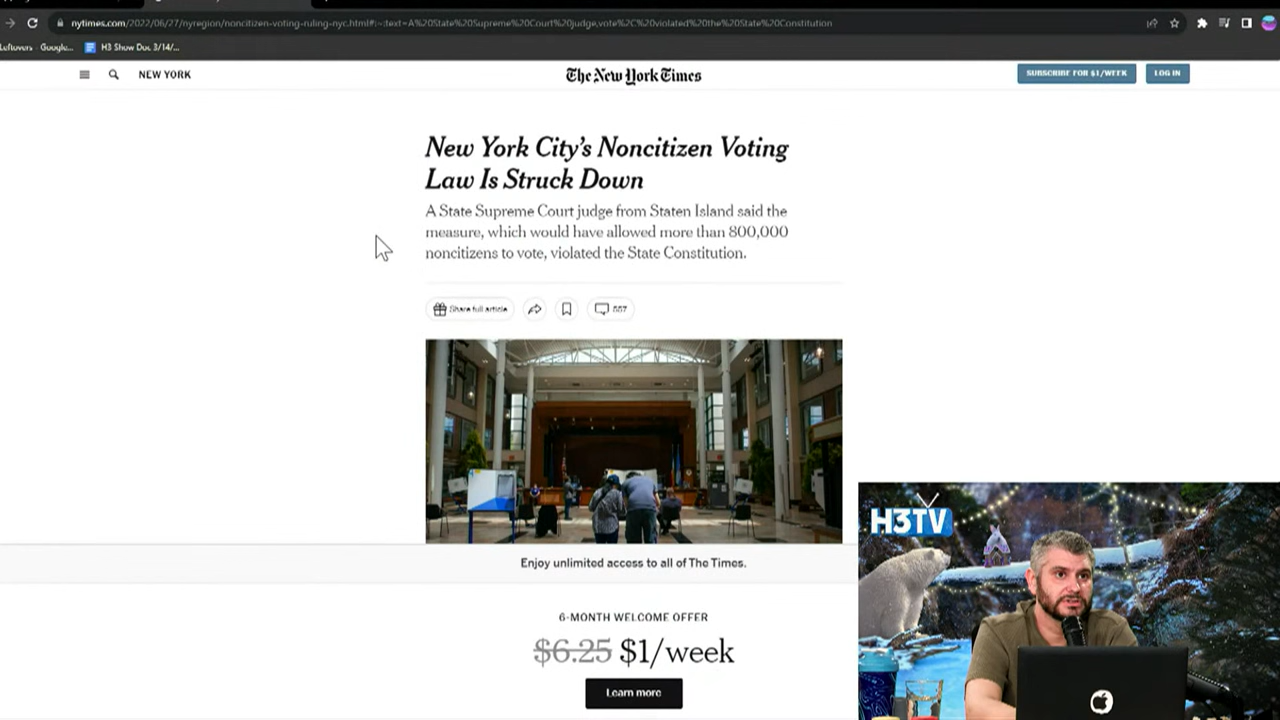 nytimes.com/2022/06/27/nyregion/noncitizen-voting-ruling-nyc.html#:~:text=A%20State%20Supreme%20Court%20judge,vote%2C%20violated%20the%20State%20Constitution
Leftovers - Google...
H3 Show Doc 3/14/...
NEW YORK
The New York Times
SUBSCRIBE FOR $1/WEEK
LOG IN
New York City's Noncitizen Voting
Law Is Struck Down
A State Supreme Court judge from Staten Island said the
measure, which would have allowed more than 800,000
noncitizens to vote, violated the State Constitution.
Share full article
557
Enjoy unlimited access to all of The Times.
6-MONTH WELCOME OFFER
$6.25 $1/week
Learn more
H3TV